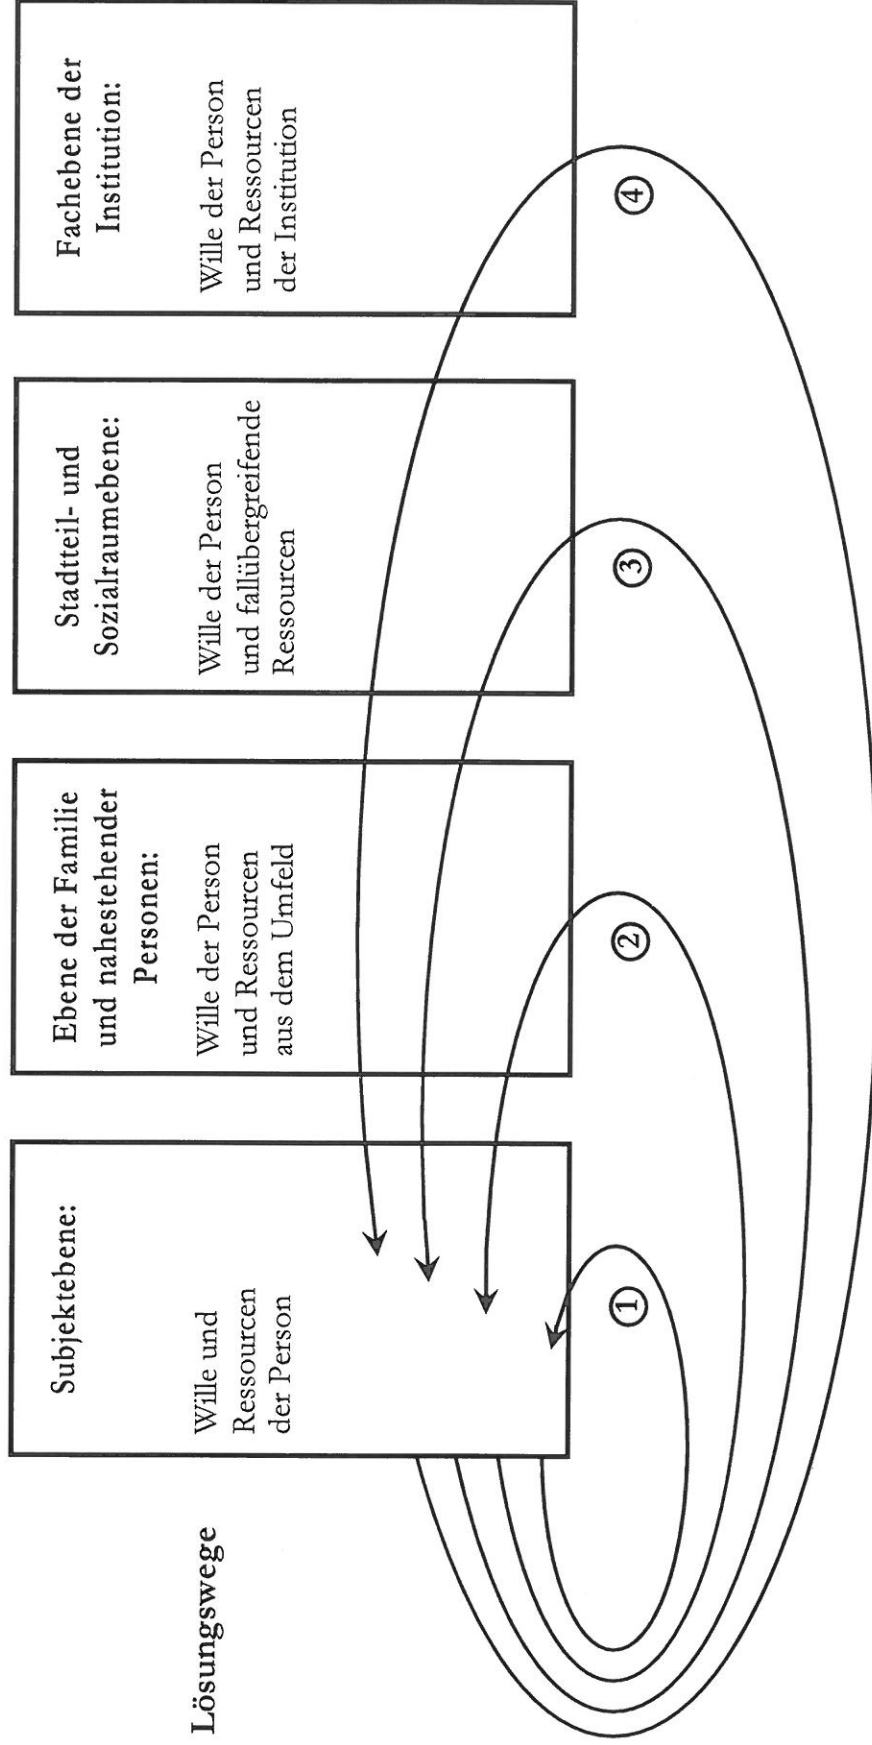 Lösungswege
Subjektebene:
Wille und
Ressourcen
der Person
Ebene der Familie
und nahestehender
Personen:
Wille der Person
und Ressourcen
aus dem Umfeld
Stadtteil- und
Sozialraumebene:
Wille der Person
und fallübergreifende
Ressourcen
Fachebene der
Institution:
Wille der Person
und Ressourcen
der Institution
1
2
3
4